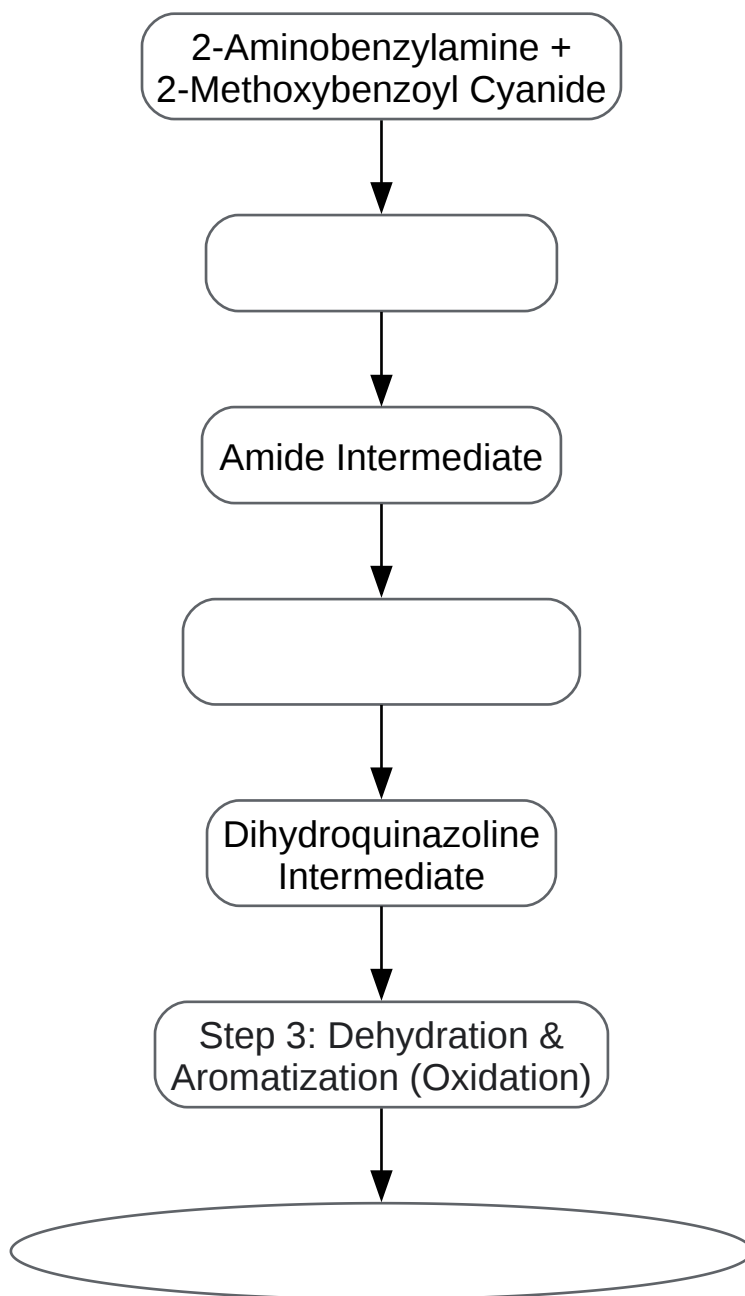 2-Aminobenzylamine +
2-Methoxybenzoyl Cyanide
Amide Intermediate
Dihydroquinazoline
Intermediate
Step 3: Dehydration &
Aromatization (Oxidation)